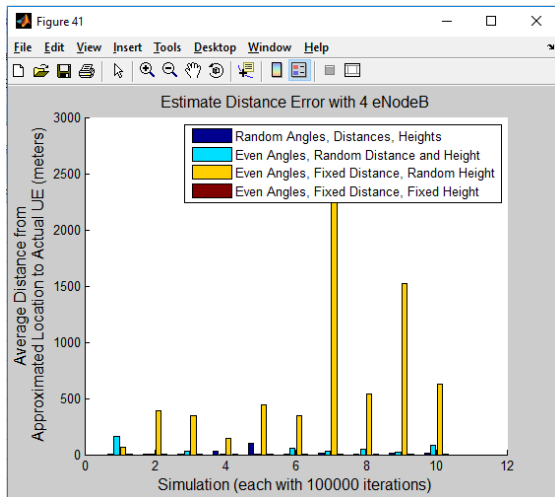 Figure 41
File Edit View Insert Tools Desktop Window Help
Estimate Distance Error with 4 eNodeB
Random Angles, Distances, Heights
Even Angles, Random Distance and Height
Even Angles, Fixed Distance, Random Height
Even Angles, Fixed Distance, Fixed Height
Average Distance from
Approximated Location to Actual UE (meters)
3000
2500
2000
1500
1000
500
0
0 2 4 6 8 10 12
Simulation (each with 100000 iterations)